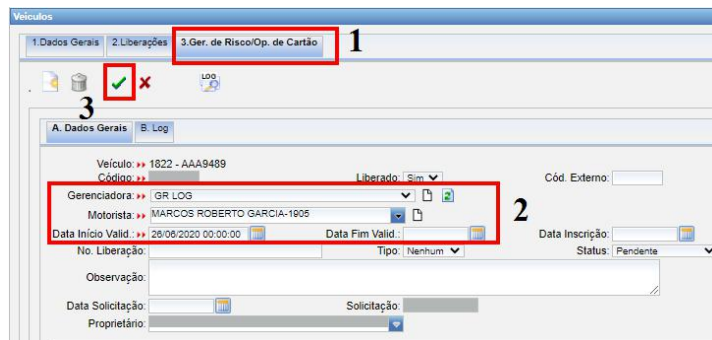 Veículos
1.Dados Gerais 2.Liberações 3.Ger. de Risco/Op. de Cartão 1
LOG
3
A. Dados Gerais B. Log
Veículo: 1822 - AAA9489
Código: Liberado: Sim Cód. Externo:
Gerenciadora: GR LOG
Motorista: MARCOS ROBERTO GARCIA-1905 2
Data Início Valid.: 26/06/2020 00:00:00 Data Fim Valid.: Data Inscrição:
No. Liberação: Tipo: Nenhum Status: Pendente
Observação:
Data Solicitação: Solicitação:
Proprietário: